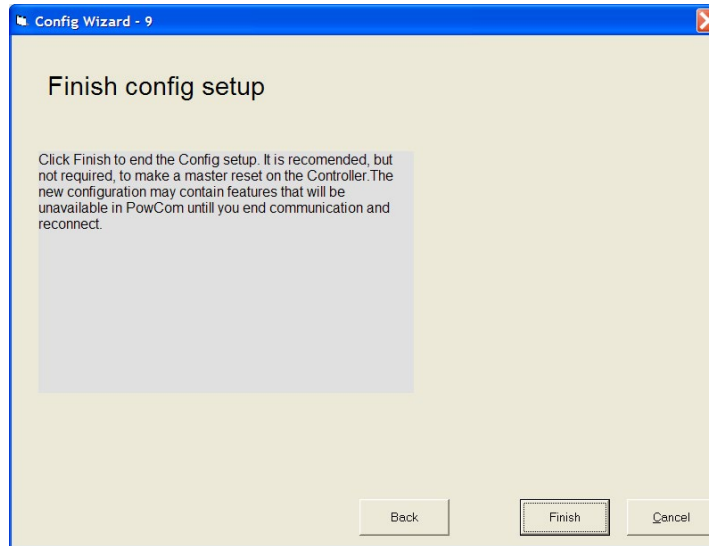 Config Wizard - 9
Finish config setup
Click Finish to end the Config setup. It is recomended, but
not required, to make a master reset on the Controller.The
new configuration may contain features that will be
unavailable in PowCom untill you end communication and
reconnect.
Back
Finish
Cancel